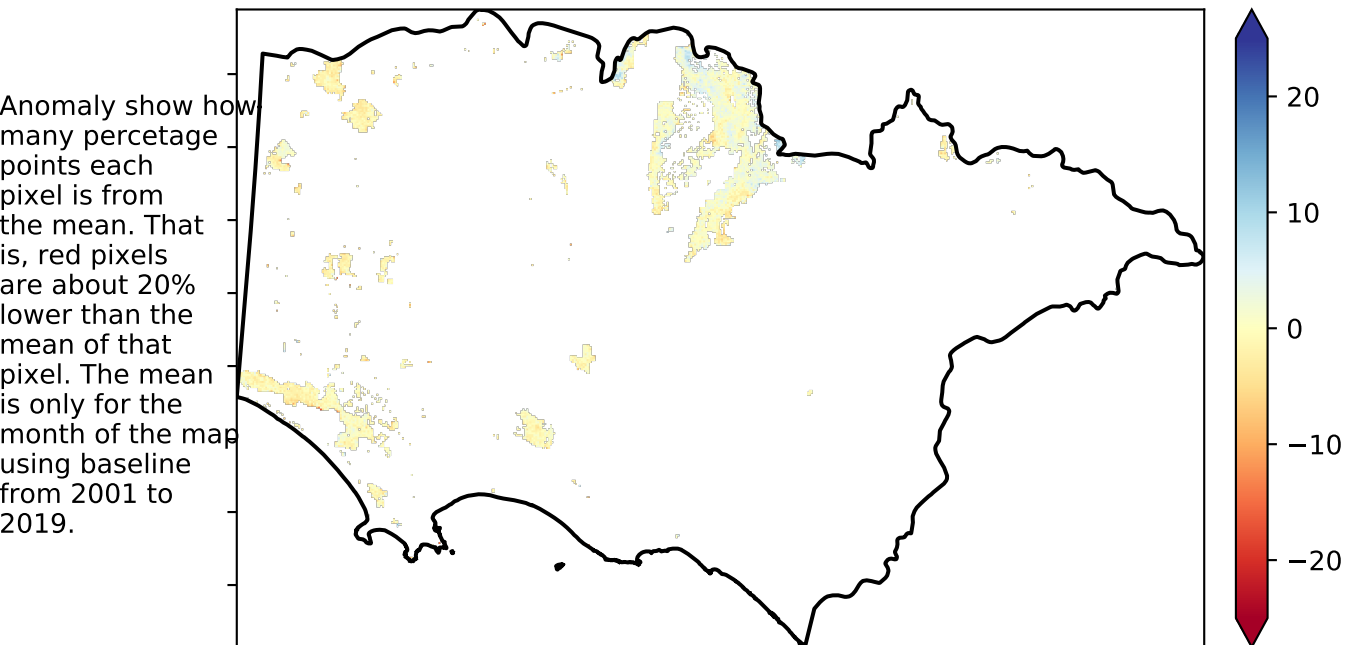 Anomaly show how
many percetage
points each
pixel is from
the mean. That
is, red pixels
are about 20%
lower than the
mean of that
pixel. The mean
is only for the
month of the map
using baseline
from 2001 to
2019.
20
10
0
−10
−20